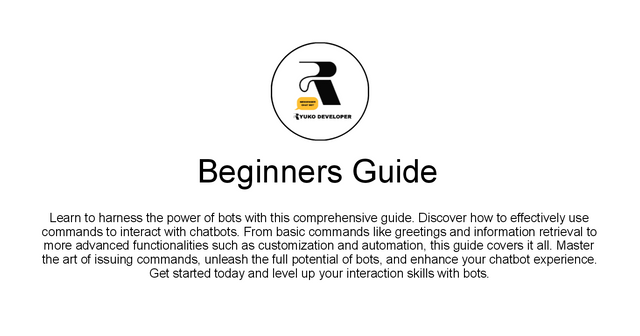 RYUKO DEVELOPER
Beginners Guide
Learn to harness the power of bots with this comprehensive guide. Discover how to effectively use
commands to interact with chatbots. From basic commands like greetings and information retrieval to
more advanced functionalities such as customization and automation, this guide covers it all. Master
the art of issuing commands, unleash the full potential of bots, and enhance your chatbot experience.
Get started today and level up your interaction skills with bots.